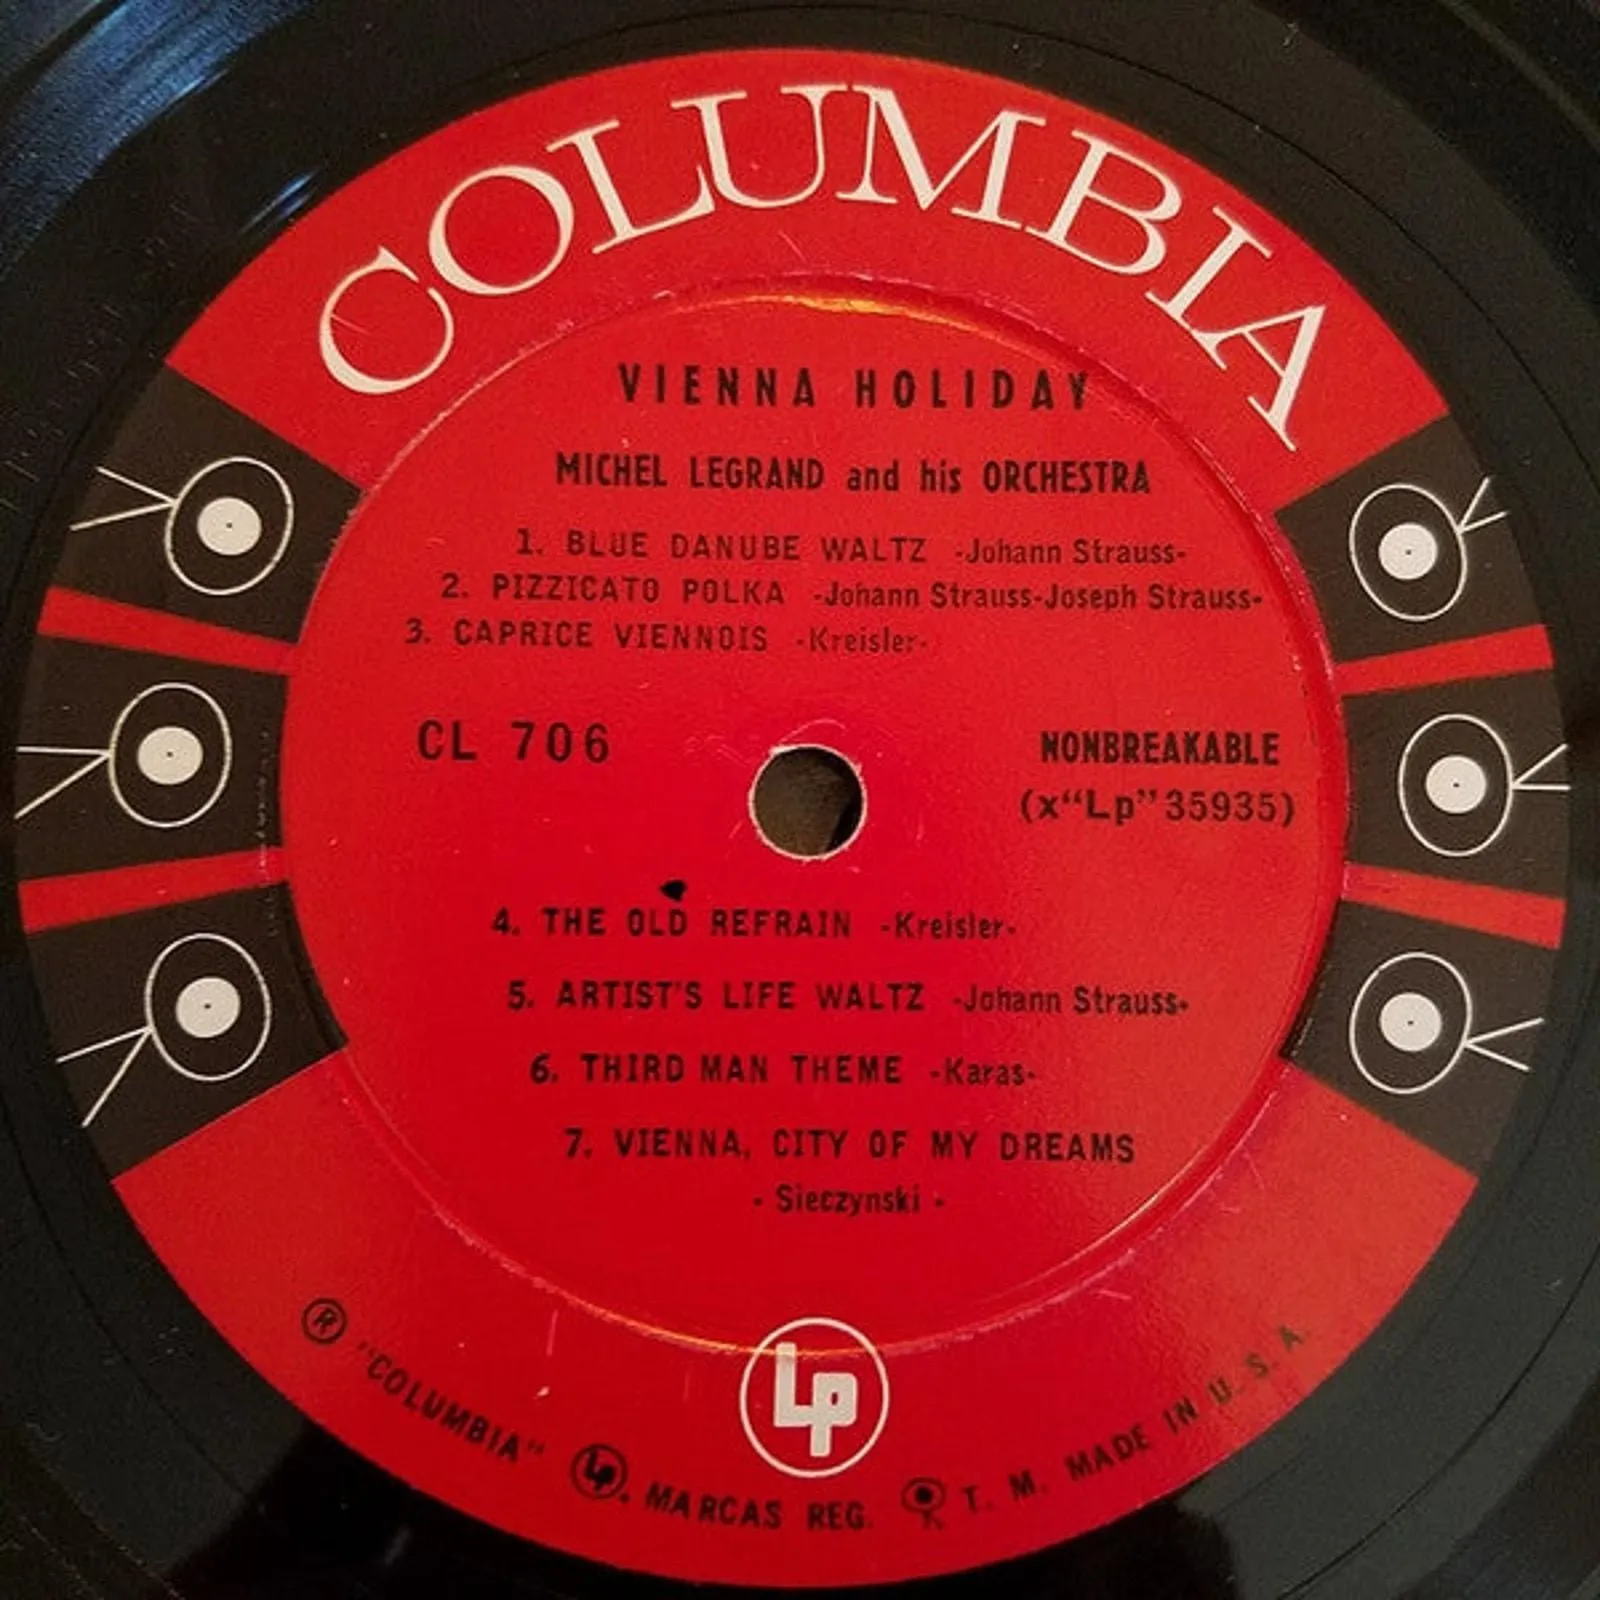 COLUMBIA
VIENNA HOLIDAY
MICHEL LEGRAND and his ORCHESTRA
1. BLUE DANUBE WALTZ -Johann Strauss-
2. PIZZICATO POLKA -Johann Strauss-Joseph Strauss-
3. CAPRICE VIENNOIS -Kreisler-
CL 706
NONBREAKABLE
(x“Lp”35935)
4. THE OLD REFRAIN -Kreisler-
5. ARTIST'S LIFE WALTZ -Johann Strauss-
6. THIRD MAN THEME -Karas-
7. VIENNA, CITY OF MY DREAMS
- Sieczynski -
Lp
® "COLUMBIA" Lp. MARCAS REG. T. M. MADE IN U. S. A.